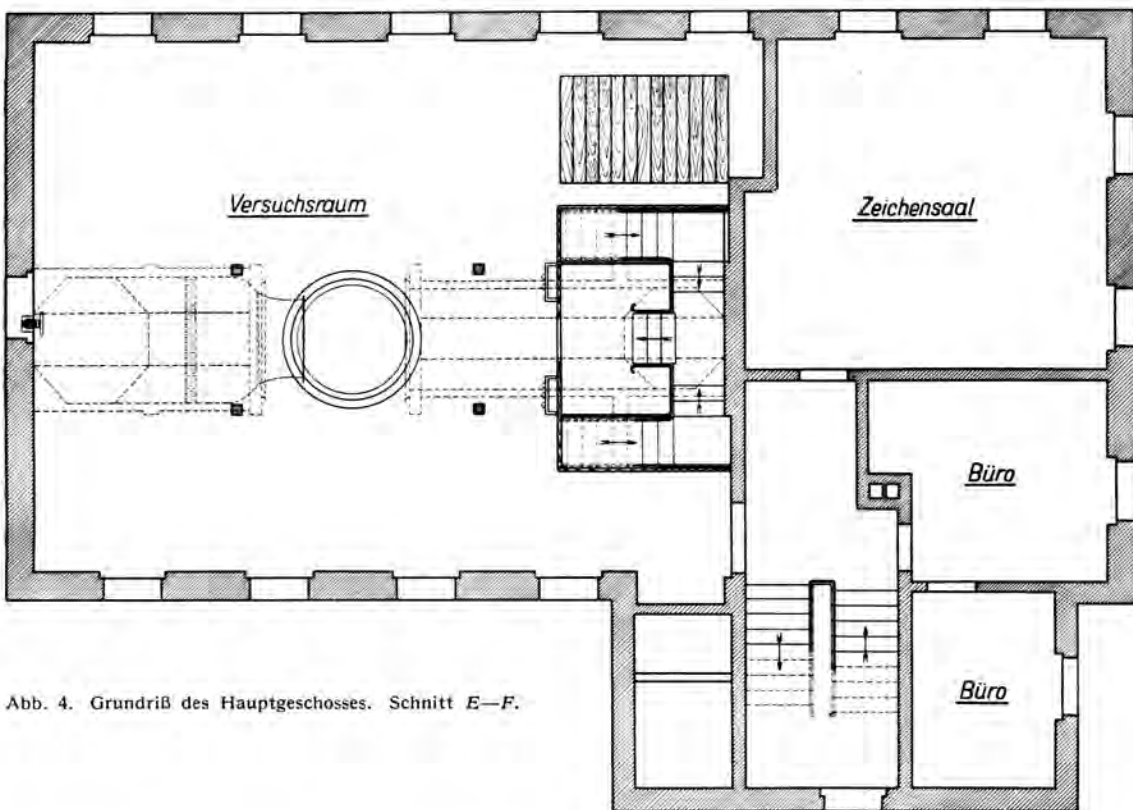 Versuchsraum
Zeichensaal
Büro
Büro
Abb. 4. Grundriß des Hauptgeschosses. Schnitt E—F.